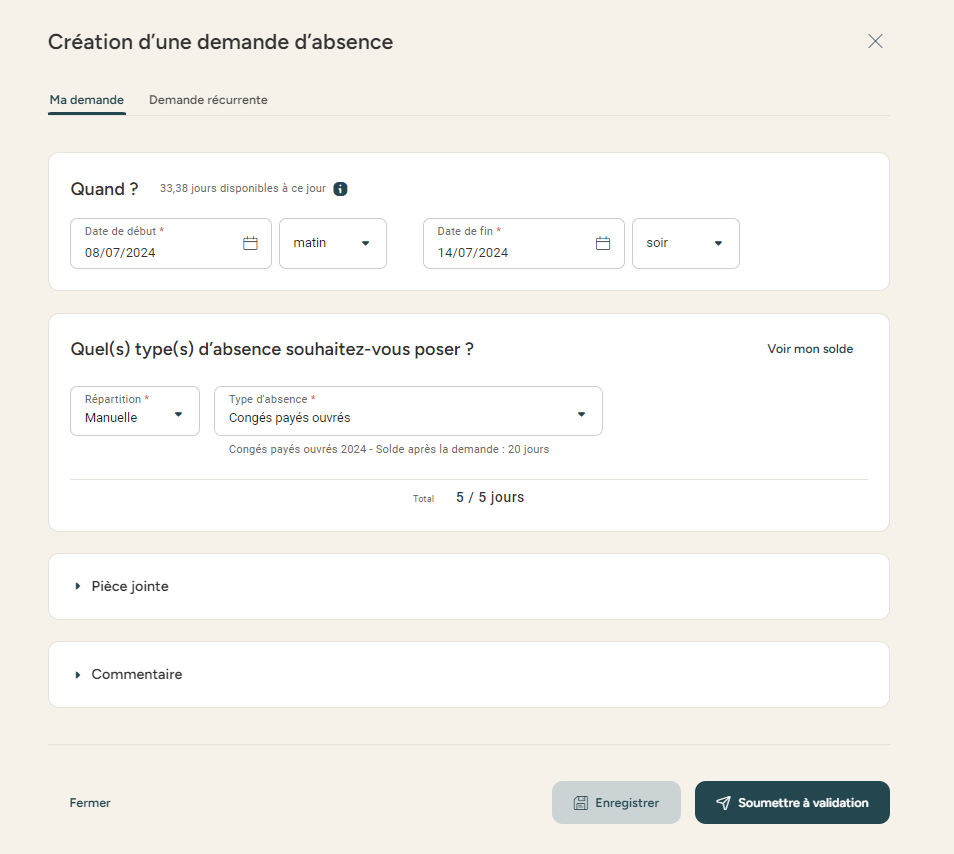 Création d’une demande d’absence
Ma demande Demande récurrente
Quand ? 33,38 jours disponibles à ce jour
Date de début * Date de fin *
08/07/2024 matin 14/07/2024 soir
Quel(s) type(s) d’absence souhaitez-vous poser ? Voir mon solde
Répartition * Type d'absence *
Manuelle Congés payés ouvrés
Congés payés ouvrés 2024 - Solde après la demande : 20 jours
Total 5 / 5 jours
Pièce jointe
Commentaire
Fermer Enregistrer Soumettre à validation